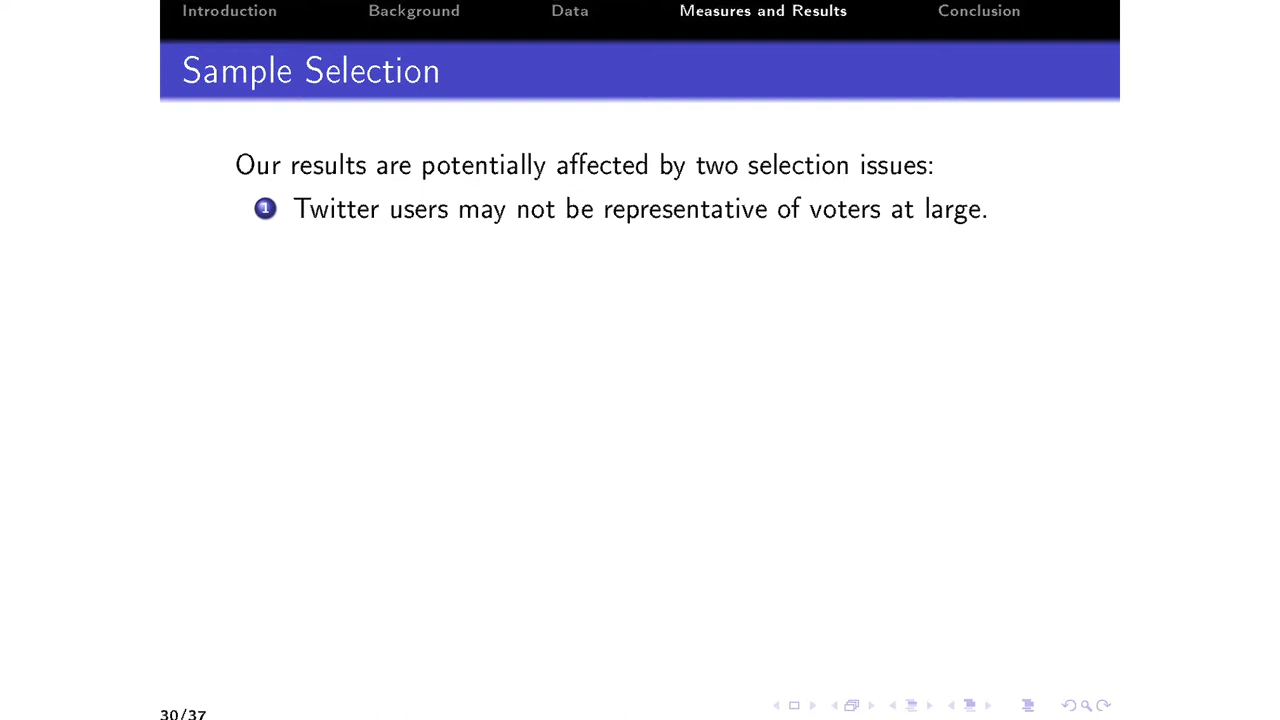 Introduction Background Data Measures and Results Conclusion
Sample Selection
Our results are potentially affected by two selection issues:
1 Twitter users may not be representative of voters at large.
30/37